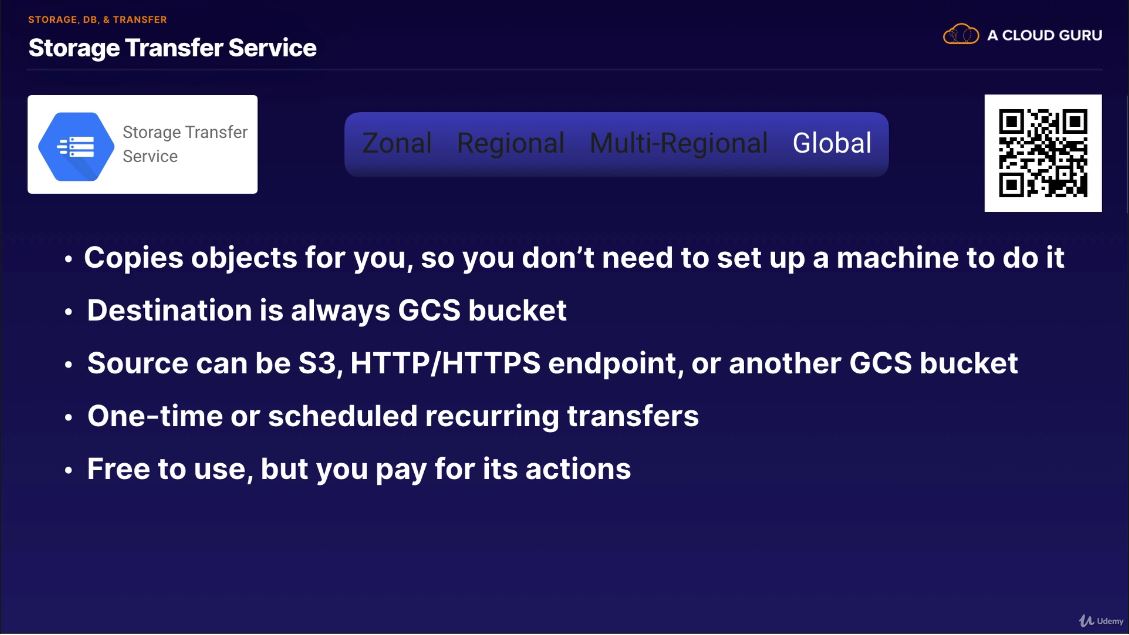 STORAGE, DB, & TRANSFER
Storage Transfer Service
A CLOUD GURU
Storage Transfer
Service
Zonal Regional Multi-Regional Global
• Copies objects for you, so you don’t need to set up a machine to do it
• Destination is always GCS bucket
• Source can be S3, HTTP/HTTPS endpoint, or another GCS bucket
• One-time or scheduled recurring transfers
• Free to use, but you pay for its actions
Udemy